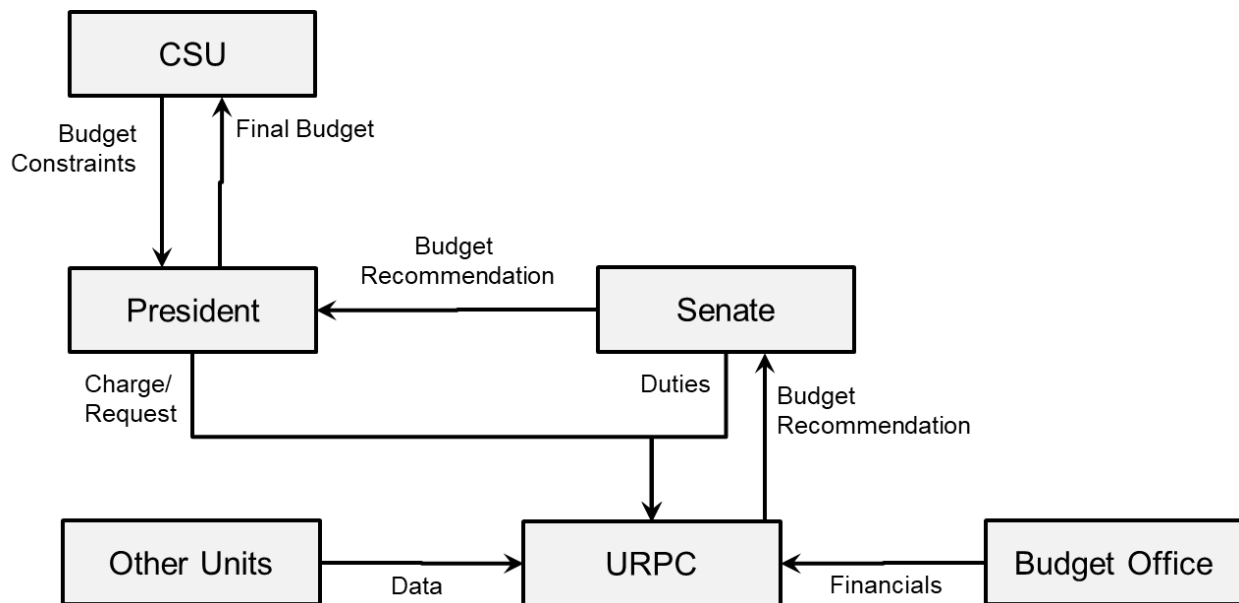 CSU
Budget
Constraints
Final Budget
Budget
Recommendation
President
Senate
Charge/
Request
Duties
Budget
Recommendation
Other Units
URPC
Budget Office
Data
Financials